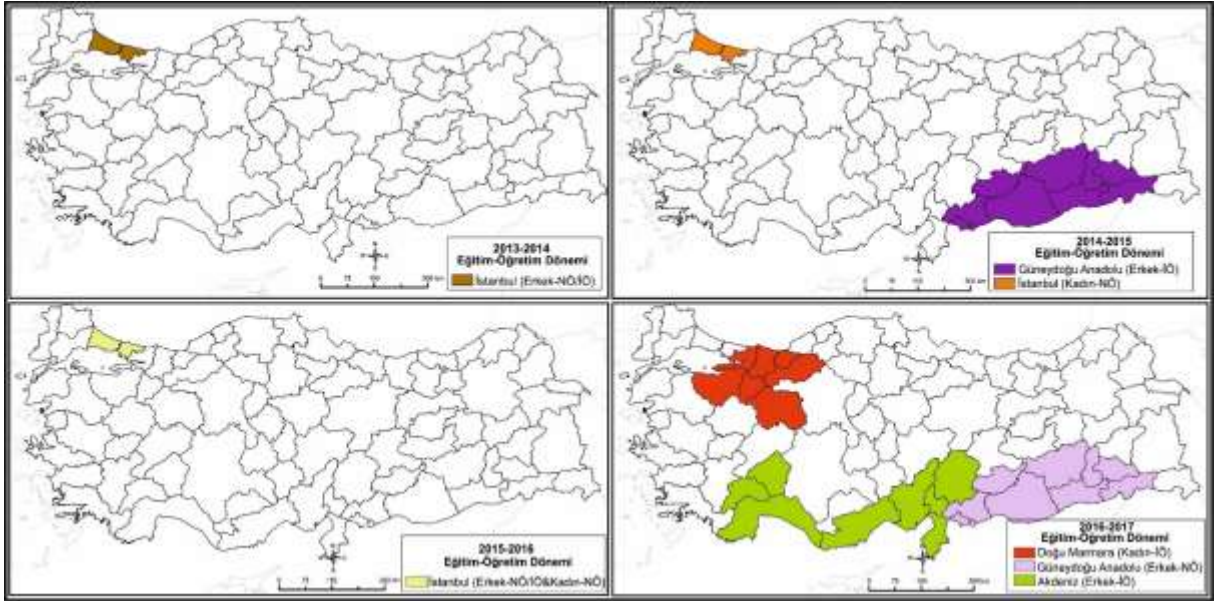 2013-2014
Eğitim-Öğretim Dönemi
İstanbul (Erkek-NÖ/İÖ)
2014-2015
Eğitim-Öğretim Dönemi
Güneydoğu Anadolu (Erkek-İÖ)
İstanbul (Kadın-NÖ)
2015-2016
Eğitim-Öğretim Dönemi
İstanbul (Erkek-NÖ/İÖ&Kadın-NÖ)
2016-2017
Eğitim-Öğretim Dönemi
Doğu Marmara (Kadın-İÖ)
Güneydoğu Anadolu (Erkek-NÖ)
Akdeniz (Erkek-İÖ)